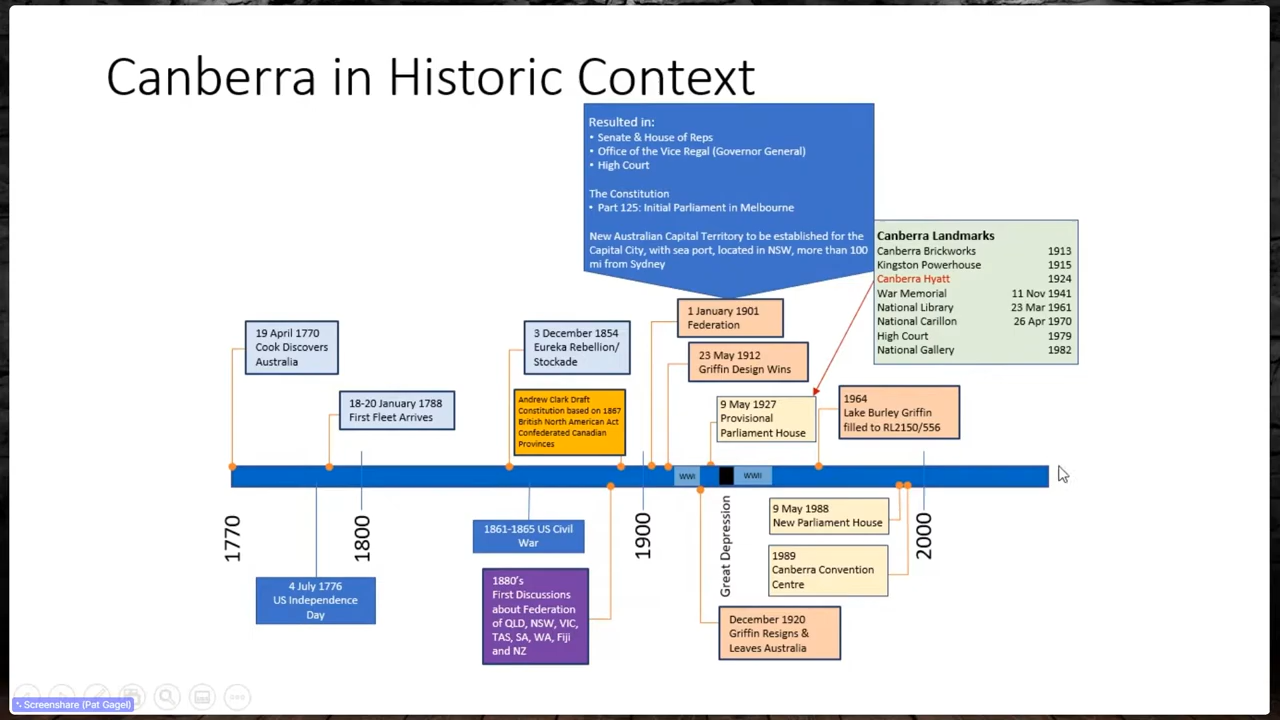 Canberra in Historic Context
Resulted in:
• Senate & House of Reps
• Office of the Vice Regal (Governor General)
• High Court
The Constitution
• Part 125: Initial Parliament in Melbourne
New Australian Capital Territory to be established for the
Capital City, with sea port, located in NSW, more than 100
mi from Sydney
Canberra Landmarks
Canberra Brickworks 1913
Kingston Powerhouse 1915
Canberra Hyatt 1924
War Memorial 11 Nov 1941
National Library 23 Mar 1961
National Carillon 26 Apr 1970
High Court 1979
National Gallery 1982
19 April 1770
Cook Discovers
Australia
18-20 January 1788
First Fleet Arrives
3 December 1854
Eureka Rebellion/
Stockade
Andrew Clark Draft
Constitution based on 1867
British North American Act
Confederated Canadian
Provinces
1 January 1901
Federation
23 May 1912
Griffin Design Wins
9 May 1927
Provisional
Parliament House
1964
Lake Burley Griffin
filled to RL2150/556
WWI
WWII
1770
1800
1900
Great Depression
2000
4 July 1776
US Independence
Day
1861-1865 US Civil
War
1880's
First Discussions
about Federation
of QLD, NSW, VIC,
TAS, SA, WA, Fiji
and NZ
9 May 1988
New Parliament House
1989
Canberra Convention
Centre
December 1920
Griffin Resigns &
Leaves Australia
Screenshare (Pat Gagel)